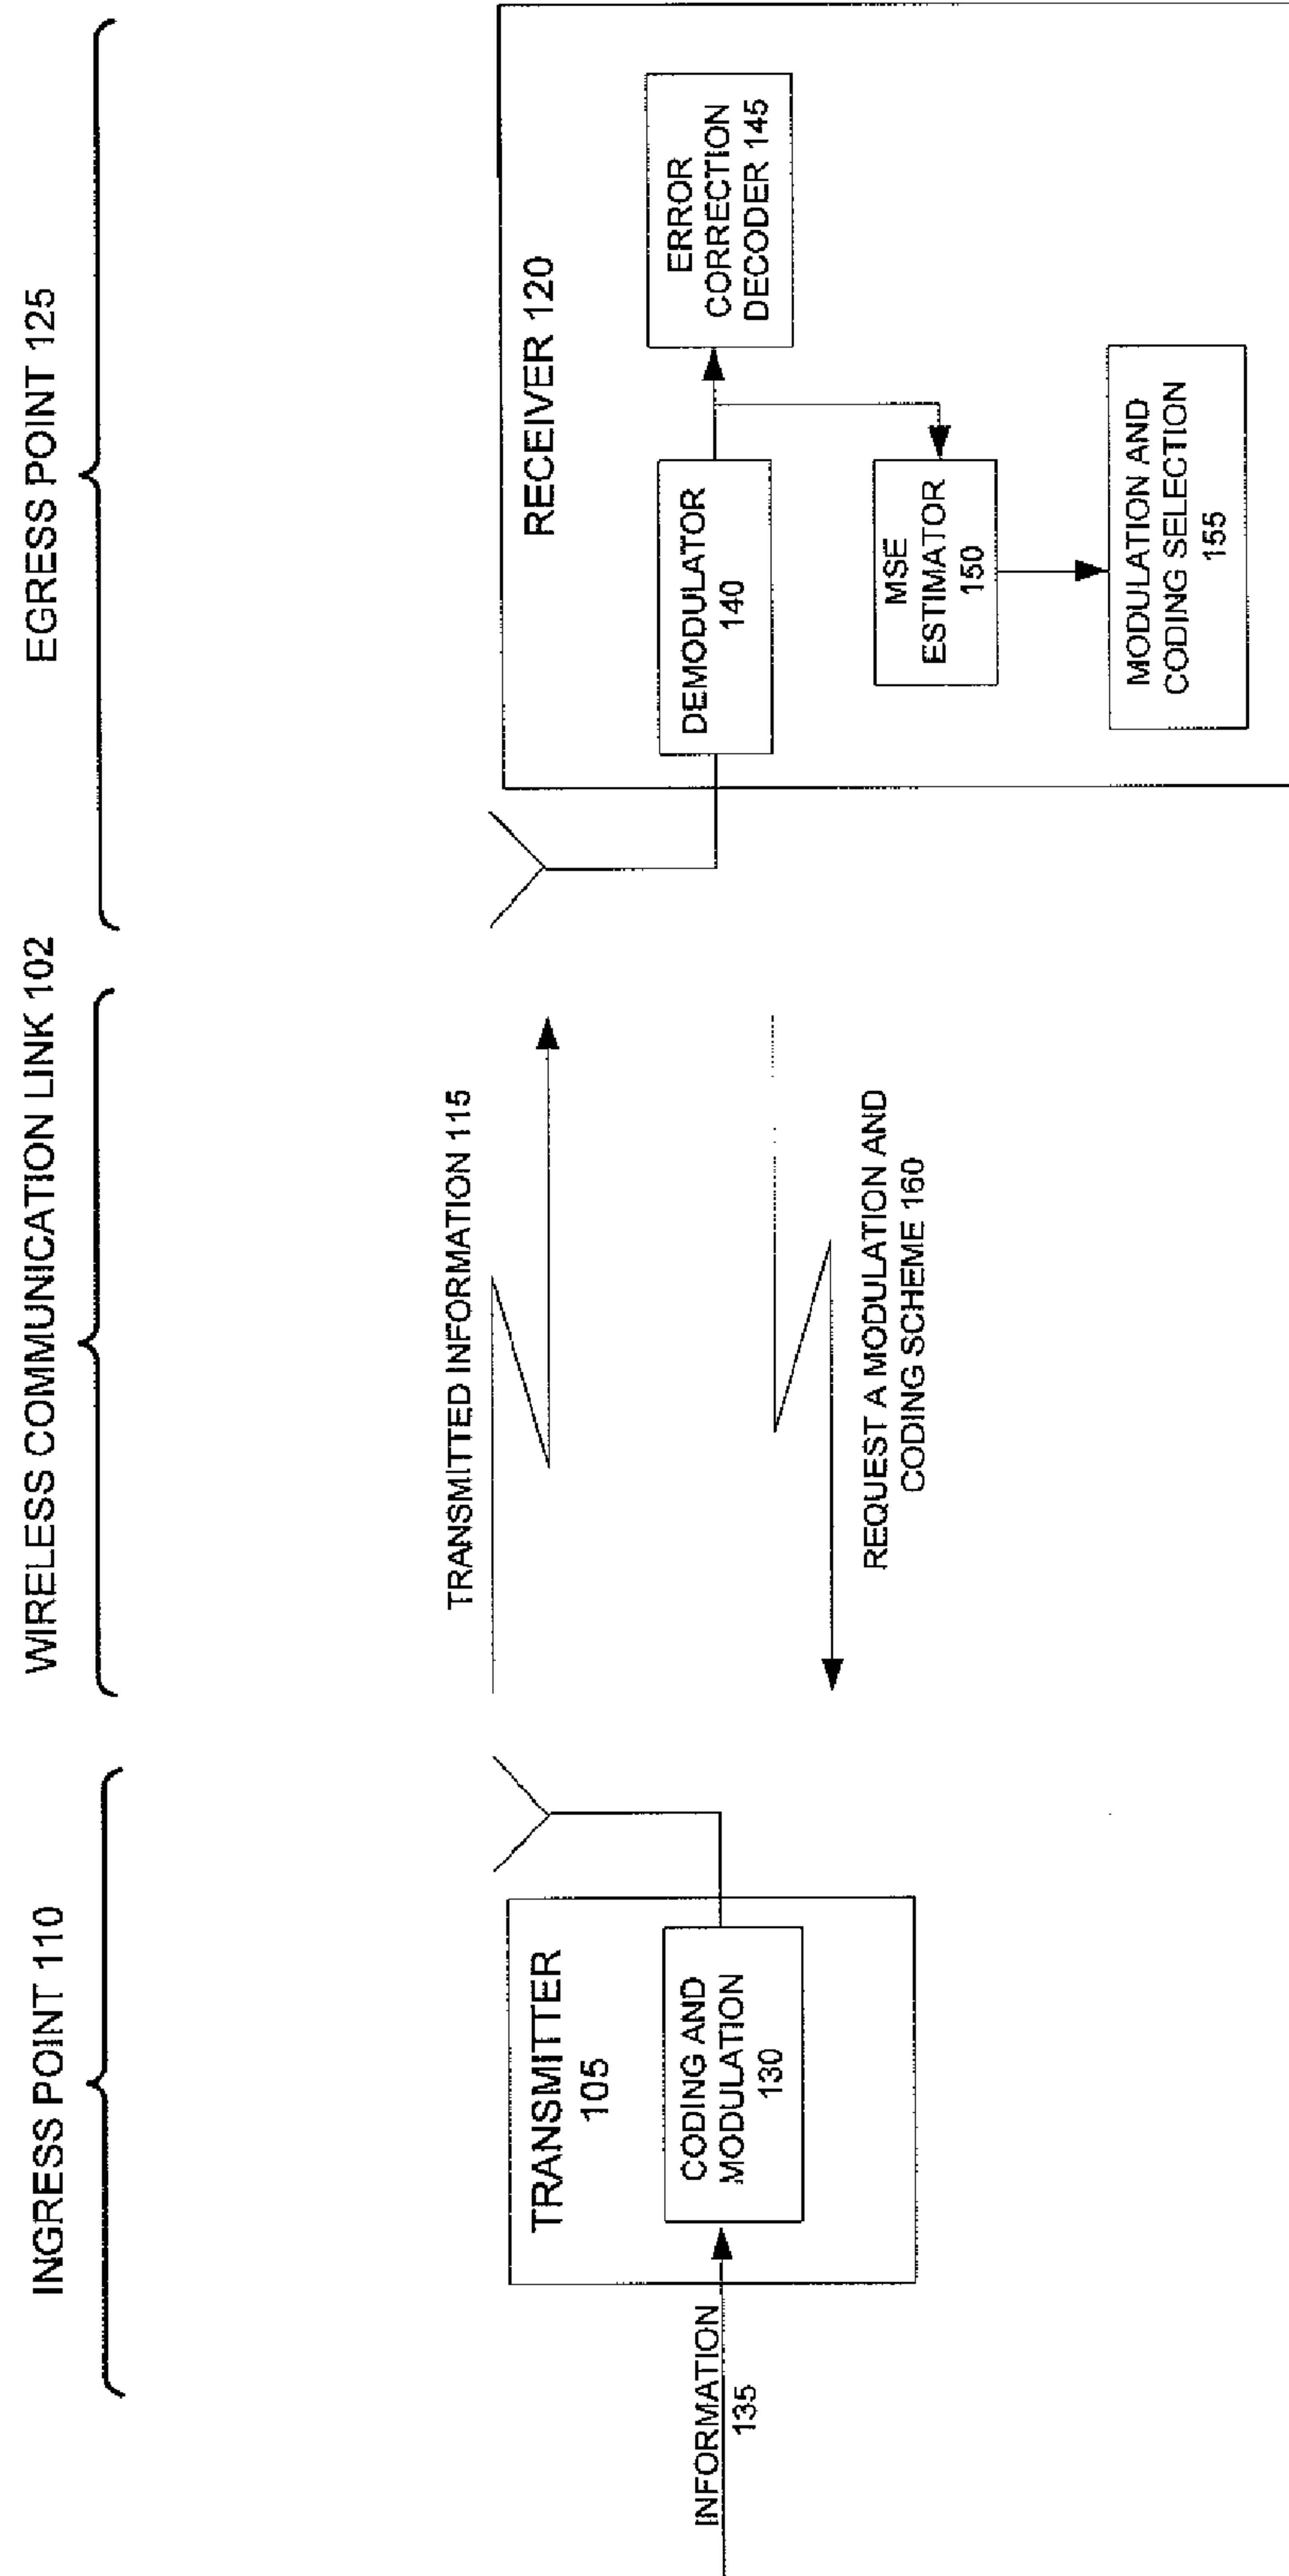 INGRESS POINT 110
WIRELESS COMMUNICATION LINK 102
EGRESS POINT 125
INFORMATION
135
TRANSMITTER
105
CODING AND
MODULATION
130
TRANSMITTED INFORMATION 115
REQUEST A MODULATION AND
CODING SCHEME 160
RECEIVER 120
DEMODULATOR
140
ERROR
CORRECTION
DECODER 145
MSE
ESTIMATOR
150
MODULATION AND
CODING SELECTION
155